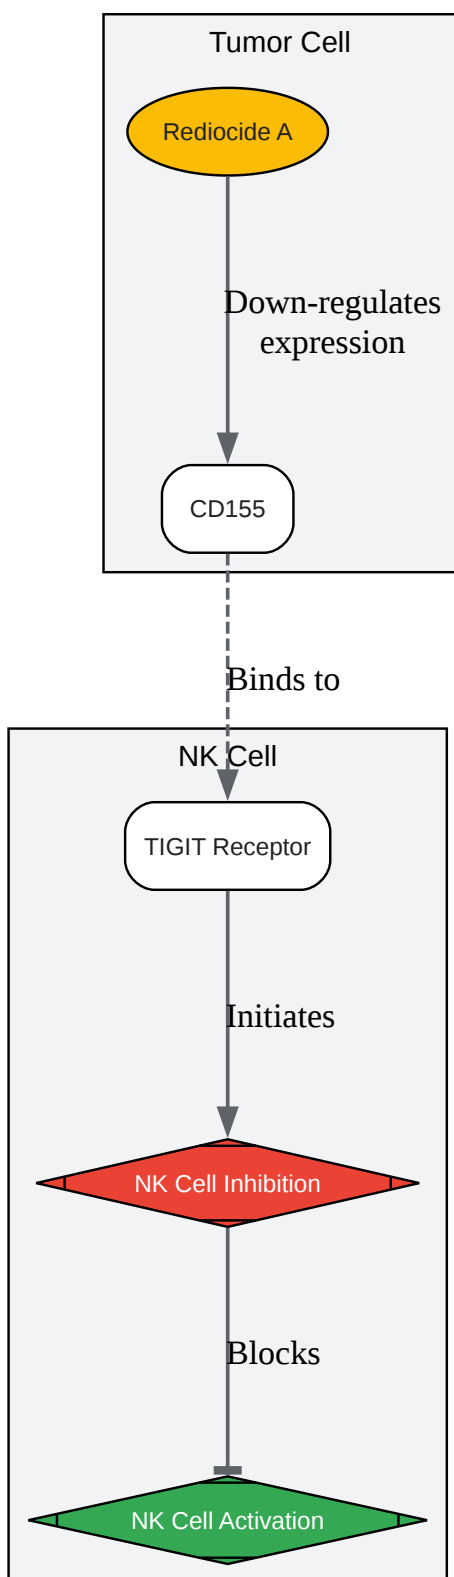 Tumor Cell
Rediocide A
Down-regulates
expression
CD155
Binds to
NK Cell
TIGIT Receptor
Initiates
NK Cell Inhibition
Blocks
NK Cell Activation